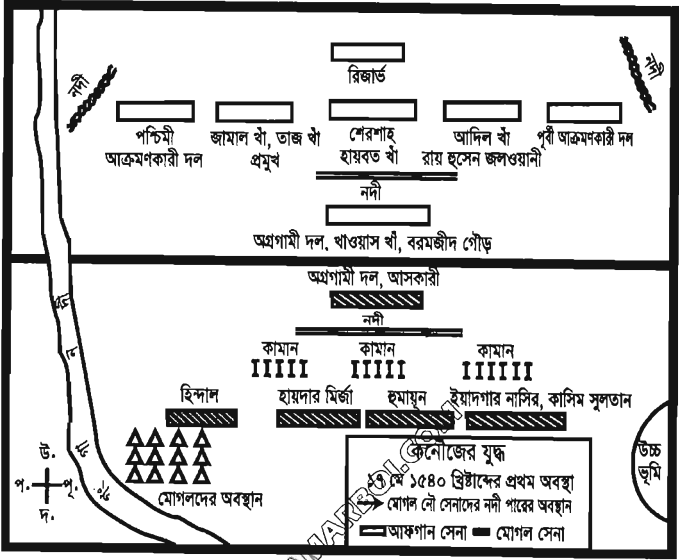 রিজার্ভ
নদী
নদী
পশ্চিমী
আক্রমণকারী দল
জামাল খাঁ, তাজ খাঁ
প্রমুখ
শেরশাহ
হায়বত খাঁ
আদিল খাঁ
রায় হুসেন জলওয়ানী
পূর্বী আক্রমণকারী দল
নদী
অগ্রগামী দল, খাওয়াস খাঁ, বরমজীদ গৌড়
অগ্রগামী দল, আসকারী
নদী
কামান
কামান
কামান
হিন্দাল
হায়দার মির্জা
হুমায়ূন
ইয়াদগার নাসির, কাসিম সুলতান
উ.
প.
পূ.
দ.
মোগলদের অবস্থান
উচ্চ
ভূমি
কনৌজের যুদ্ধ
১৭ মে ১৫৪০ খ্রিষ্টাব্দের প্রথম অবস্থা
মোগল নৌ সেনাদের নদী পারের অবস্থান
আফগান সেনা
মোগল সেনা